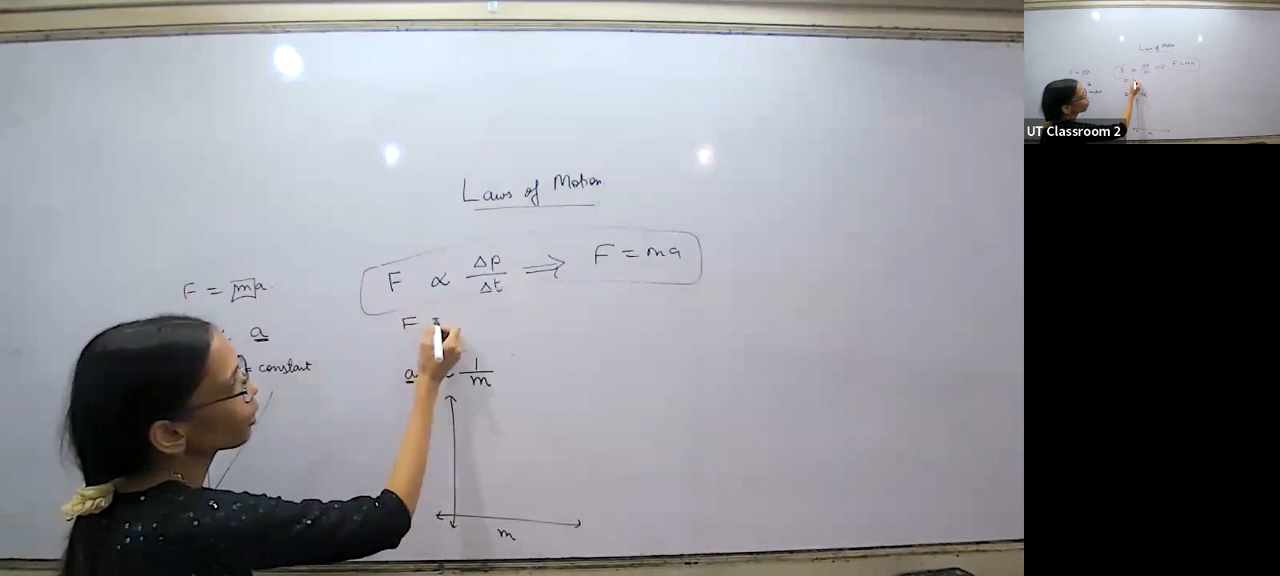 Laws of Motion
F ∝ Δp/Δt ⟹ F = ma
F = ma
F
a
= constant
a 1/m
m
UT Classroom 2